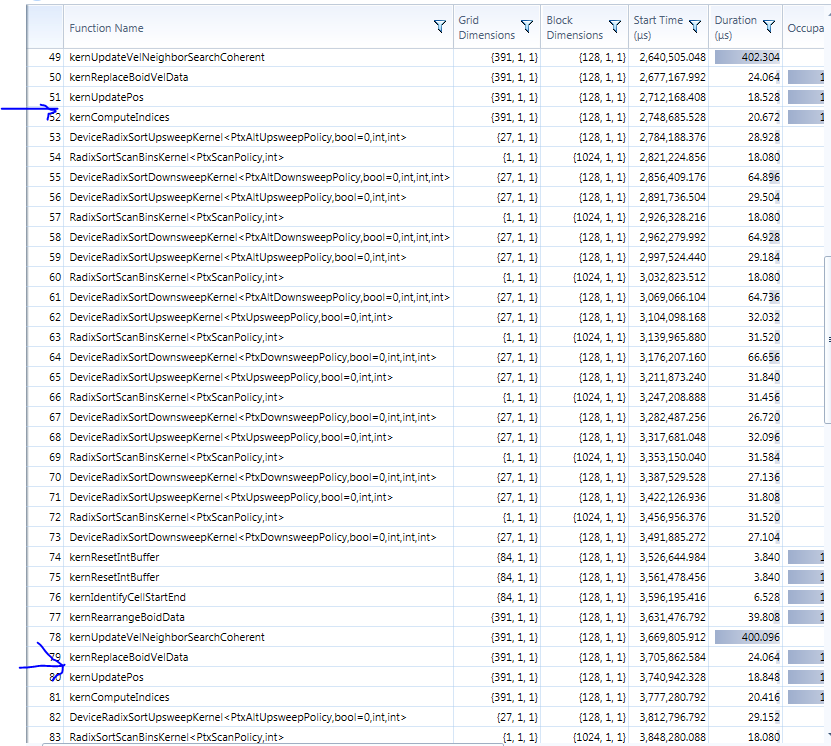 Function Name Grid Dimensions Block Dimensions Start Time (µs) Duration (µs) Occupa
49 kernUpdateVelNeighborSearchCoherent {391, 1, 1} {128, 1, 1} 2,640,505.048 402.304
50 kernReplaceBoidVelData {391, 1, 1} {128, 1, 1} 2,677,167.992 24.064 1
51 kernUpdatePos {391, 1, 1} {128, 1, 1} 2,712,168.408 18.528 1
52 kernComputeIndices {391, 1, 1} {128, 1, 1} 2,748,685.528 20.672 1
53 DeviceRadixSortUpsweepKernel<PtxAltUpsweepPolicy,bool=0,int,int> {27, 1, 1} {128, 1, 1} 2,784,188.376 28.928
54 RadixSortScanBinsKernel<PtxScanPolicy,int> {1, 1, 1} {1024, 1, 1} 2,821,224.856 18.080
55 DeviceRadixSortDownsweepKernel<PtxAltDownsweepPolicy,bool=0,int,int,int> {27, 1, 1} {128, 1, 1} 2,856,409.176 64.896
56 DeviceRadixSortUpsweepKernel<PtxAltUpsweepPolicy,bool=0,int,int> {27, 1, 1} {128, 1, 1} 2,891,736.504 29.504
57 RadixSortScanBinsKernel<PtxScanPolicy,int> {1, 1, 1} {1024, 1, 1} 2,926,328.216 18.080
58 DeviceRadixSortDownsweepKernel<PtxAltDownsweepPolicy,bool=0,int,int,int> {27, 1, 1} {128, 1, 1} 2,962,279.992 64.928
59 DeviceRadixSortUpsweepKernel<PtxAltUpsweepPolicy,bool=0,int,int> {27, 1, 1} {128, 1, 1} 2,997,524.440 29.184
60 RadixSortScanBinsKernel<PtxScanPolicy,int> {1, 1, 1} {1024, 1, 1} 3,032,823.512 18.080
61 DeviceRadixSortDownsweepKernel<PtxAltDownsweepPolicy,bool=0,int,int,int> {27, 1, 1} {128, 1, 1} 3,069,066.104 64.736
62 DeviceRadixSortUpsweepKernel<PtxUpsweepPolicy,bool=0,int,int> {27, 1, 1} {128, 1, 1} 3,104,098.168 32.032
63 RadixSortScanBinsKernel<PtxScanPolicy,int> {1, 1, 1} {1024, 1, 1} 3,139,965.880 31.520
64 DeviceRadixSortDownsweepKernel<PtxDownsweepPolicy,bool=0,int,int,int> {27, 1, 1} {128, 1, 1} 3,176,207.160 66.656
65 DeviceRadixSortUpsweepKernel<PtxUpsweepPolicy,bool=0,int,int> {27, 1, 1} {128, 1, 1} 3,211,873.240 31.840
66 RadixSortScanBinsKernel<PtxScanPolicy,int> {1, 1, 1} {1024, 1, 1} 3,247,208.888 31.456
67 DeviceRadixSortDownsweepKernel<PtxDownsweepPolicy,bool=0,int,int,int> {27, 1, 1} {128, 1, 1} 3,282,487.256 26.720
68 DeviceRadixSortUpsweepKernel<PtxUpsweepPolicy,bool=0,int,int> {27, 1, 1} {128, 1, 1} 3,317,681.048 32.096
69 RadixSortScanBinsKernel<PtxScanPolicy,int> {1, 1, 1} {1024, 1, 1} 3,353,150.040 31.584
70 DeviceRadixSortDownsweepKernel<PtxDownsweepPolicy,bool=0,int,int,int> {27, 1, 1} {128, 1, 1} 3,387,529.528 27.136
71 DeviceRadixSortUpsweepKernel<PtxUpsweepPolicy,bool=0,int,int> {27, 1, 1} {128, 1, 1} 3,422,126.936 31.808
72 RadixSortScanBinsKernel<PtxScanPolicy,int> {1, 1, 1} {1024, 1, 1} 3,456,956.376 31.520
73 DeviceRadixSortDownsweepKernel<PtxDownsweepPolicy,bool=0,int,int,int> {27, 1, 1} {128, 1, 1} 3,491,885.272 27.104
74 kernResetIntBuffer {84, 1, 1} {128, 1, 1} 3,526,644.984 3.840 1
75 kernResetIntBuffer {84, 1, 1} {128, 1, 1} 3,561,478.456 3.840 1
76 kernIdentifyCellStartEnd {84, 1, 1} {128, 1, 1} 3,596,195.416 6.528 1
77 kernRearrangeBoidData {391, 1, 1} {128, 1, 1} 3,631,476.792 39.808 1
78 kernUpdateVelNeighborSearchCoherent {391, 1, 1} {128, 1, 1} 3,669,805.912 400.096
79 kernReplaceBoidVelData {391, 1, 1} {128, 1, 1} 3,705,862.584 24.064 1
80 kernUpdatePos {391, 1, 1} {128, 1, 1} 3,740,942.328 18.848 1
81 kernComputeIndices {391, 1, 1} {128, 1, 1} 3,777,280.792 20.416 1
82 DeviceRadixSortUpsweepKernel<PtxAltUpsweepPolicy,bool=0,int,int> {27, 1, 1} {128, 1, 1} 3,812,796.792 29.152
83 RadixSortScanBinsKernel<PtxScanPolicy,int> {1, 1, 1} {1024, 1, 1} 3,848,280.088 18.080